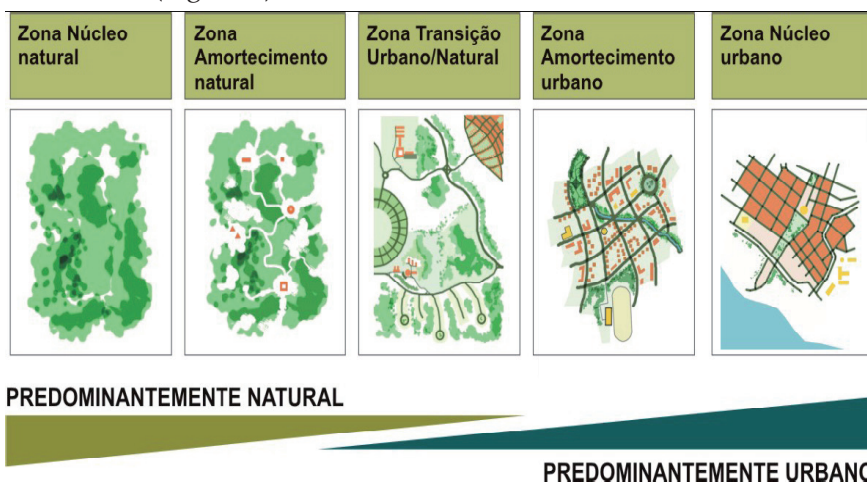 Zona Núcleo
natural
Zona
Amortecimento
natural
Zona Transição
Urbano/Natural
Zona
Amortecimento
urbano
Zona Núcleo
urbano
PREDOMINANTEMENTE NATURAL
PREDOMINANTEMENTE URBANO